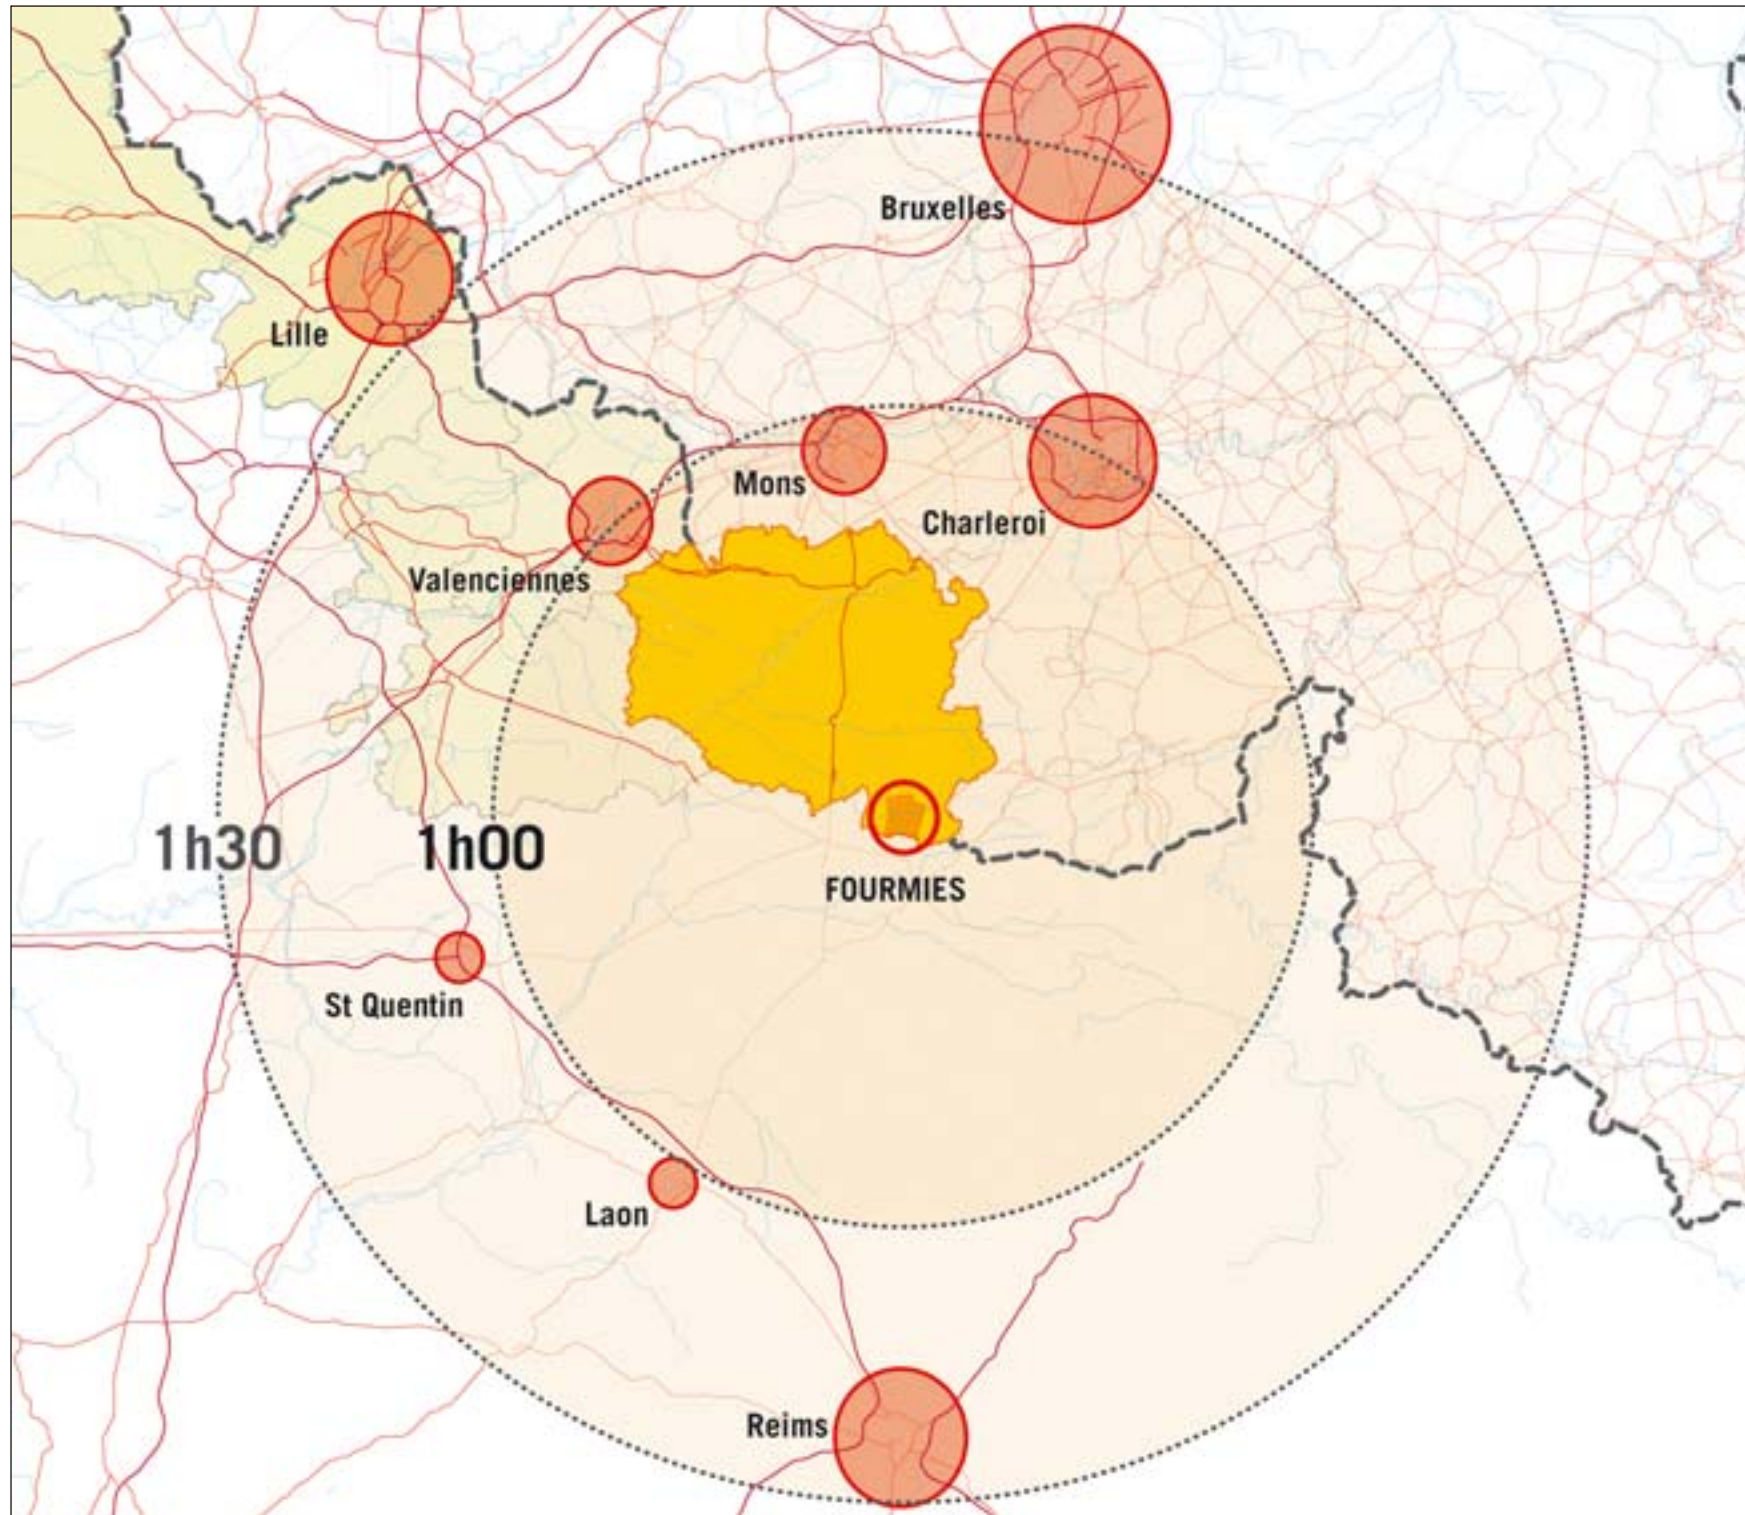 Bruxelles
Lille
Mons
Charleroi
Valenciennes
1h30
1h00
FOURMIES
St Quentin
Laon
Reims